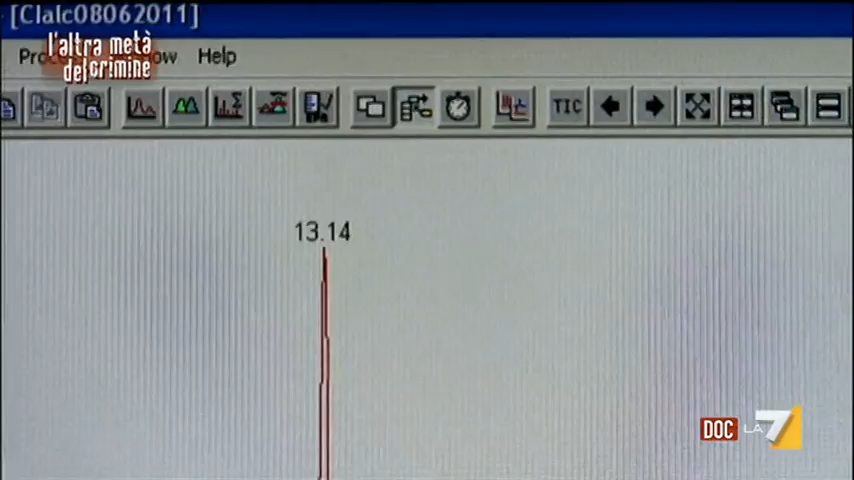 [Clalc08062011]
l'altra metà
del crimine
Help
TIC
13.14
DOC LA7